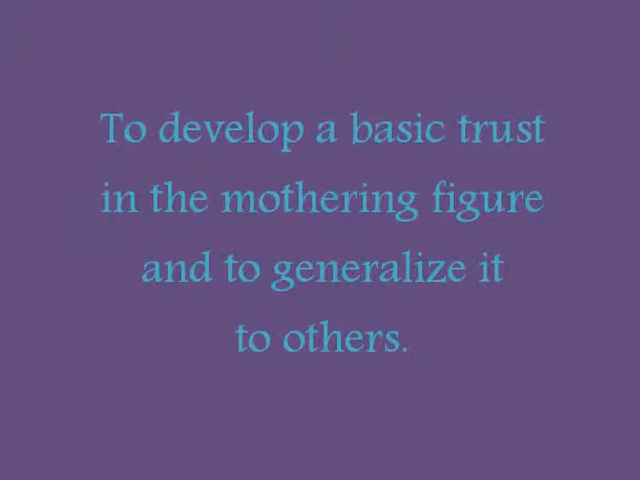 To develop a basic trust
in the mothering figure
and to generalize it
to others.